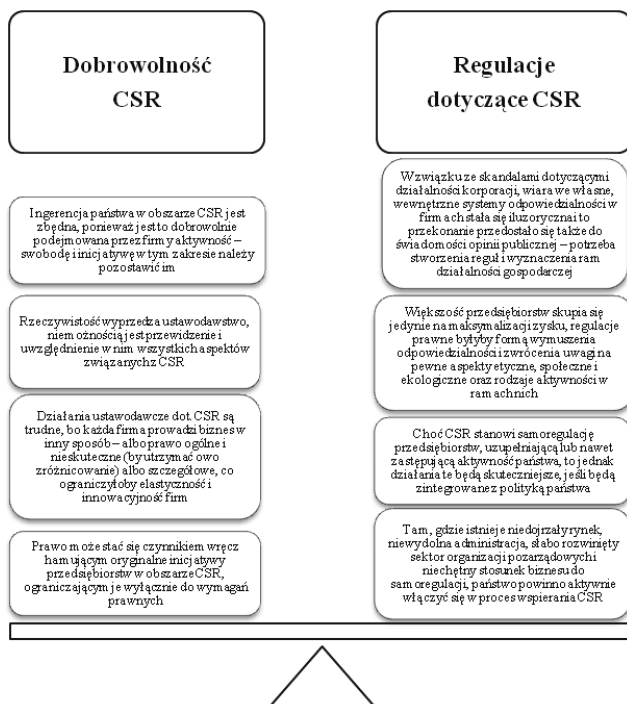 Dobrowolność
CSR
Ingerencja państwa w obszarze CSR jest
zbędna, ponieważ jest to dobrowolnie
podejmowana przez firmy aktywność –
swobodę i inicjatywę w tym zakresie należy
pozostawić im
Rzeczywistość wyprzedza ustawodawstwo,
niemożnością jest przewidzenie i
uwzględnienie w nim wszystkich aspektów
związanych z CSR
Działania ustawodawcze dot. CSR są
trudne, bo każda firma prowadzi biznes w
inny sposób – albo prawo ogólne i
nieskuteczne (by utrzymać owo
zróżnicowanie) albo szczegółowe, co
ograniczyłoby elastyczność i
innowacyjność firm
Prawo może stać się czynnikiem wręcz
hamującym oryginalne inicjatywy
przedsiębiorstw w obszarze CSR,
ograniczającym je wyłącznie do wymagań
prawnych
Regulacje
dotyczące CSR
W związku ze skandalami dotyczącymi
działalności korporacji, wiara we własne,
wewnętrzne systemy odpowiedzialności w
firmach stała się iluzoryczna i to
przekonanie przedostało się także do
świadomości opinii publicznej – potrzeba
stworzenia reguł i wyznaczenia ram
działalności gospodarczej
Większość przedsiębiorstw skupia się
jedynie na maksymalizacji zysku, regulacje
prawne byłyby formą wymuszenia
odpowiedzialności i zwrócenia uwagi na
pewne aspekty etyczne, społeczne i
ekologiczne oraz rodzaje aktywności w
ramach nich
Choć CSR stanowi samoregulację
przedsiębiorstw, uzupełniającą lub nawet
zastępującą aktywność państwa, to jednak
działania te będą skuteczniejsze, jeśli będą
zintegrowane z polityką państwa
Tam, gdzie istnieje niedojrzały rynek,
niewydolna administracja, słabo rozwinięty
sektor organizacji pozarządowych i
niechętny stosunek biznesu do
samoregulacji, państwo powinno aktywnie
włączyć się w proces wspierania CSR